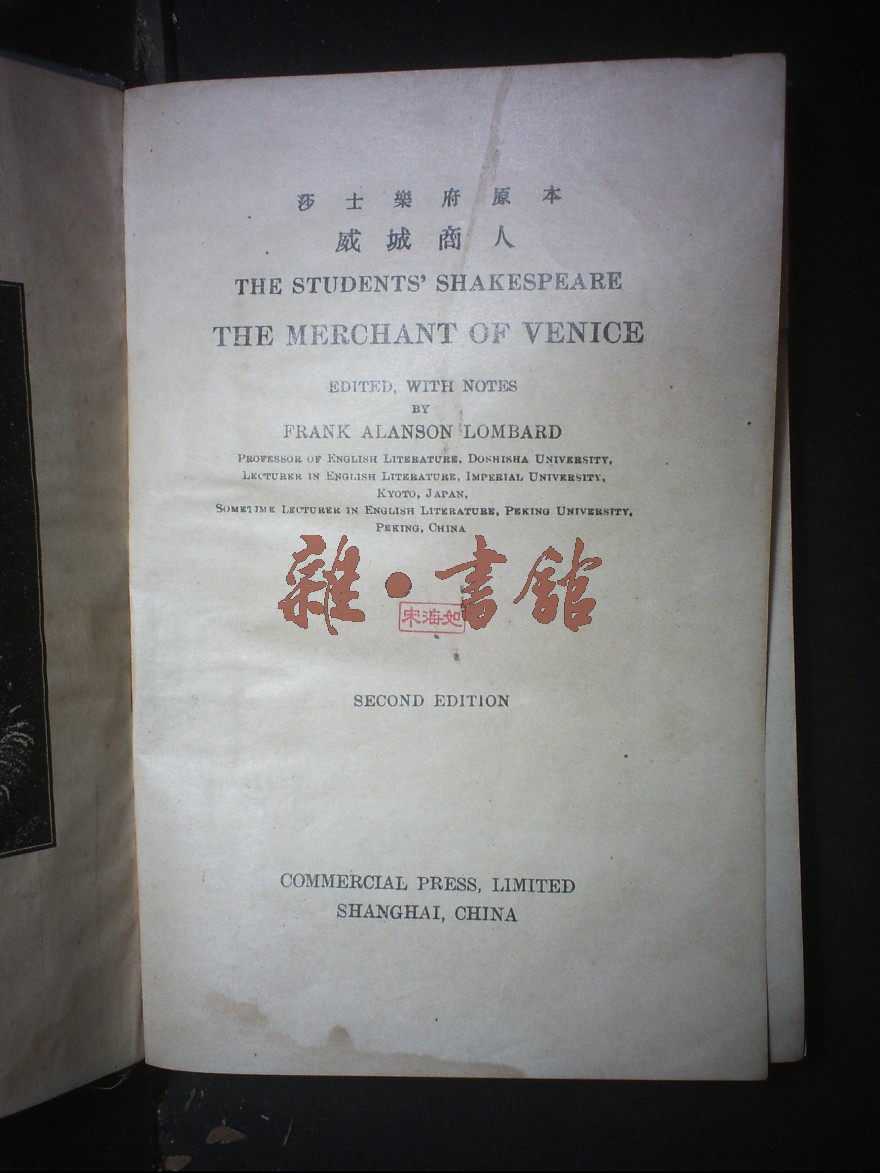 莎士樂府原本
威城商人
THE STUDENTS' SHAKESPEARE
THE MERCHANT OF VENICE
EDITED, WITH NOTES
BY
FRANK ALANSON LOMBARD
PROFESSOR OF ENGLISH LITERATURE, DOSHISHA UNIVERSITY,
LECTURER IN ENGLISH LITERATURE, IMPERIAL UNIVERSITY,
KYOTO, JAPAN,
SOMETIME LECTURER IN ENGLISH LITERATURE, PEKING UNIVERSITY,
PEKING, CHINA
雜·書館
宋海如
SECOND EDITION
COMMERCIAL PRESS, LIMITED
SHANGHAI, CHINA